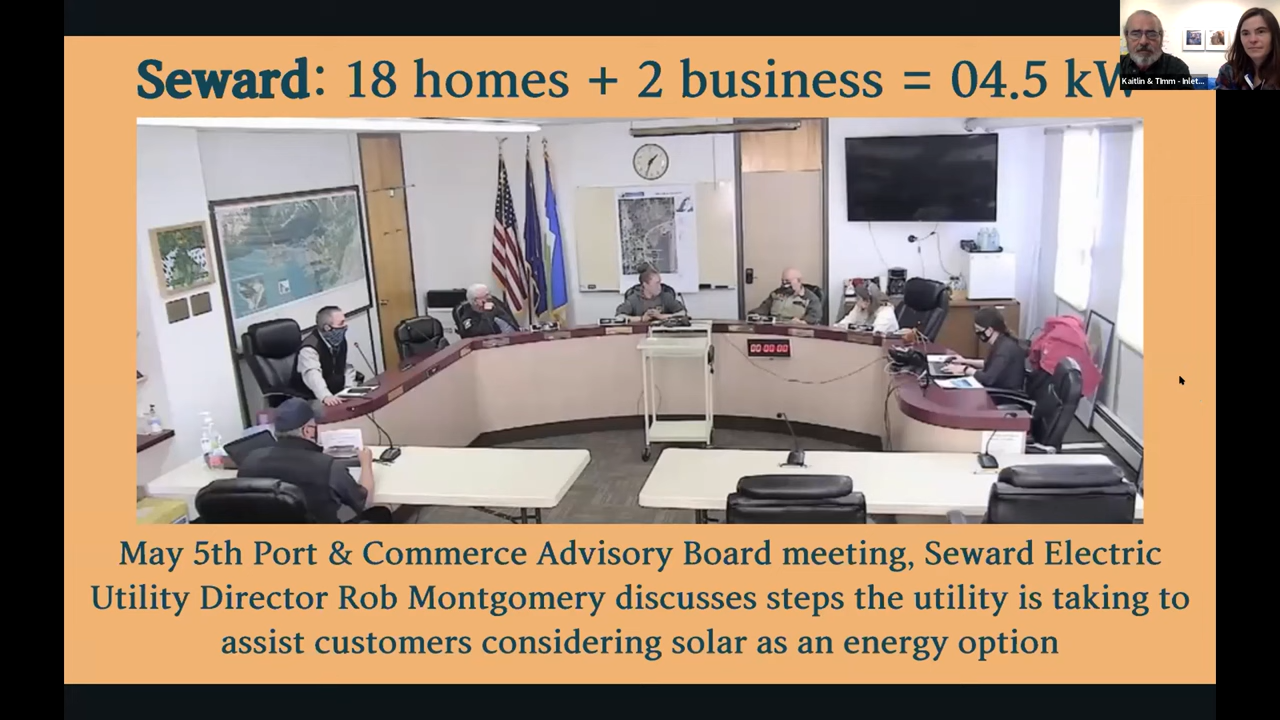 Seward: 18 homes + 2 business = 04.5 kW
Kaitlin & Timm - Inlet...
00:00:00
May 5th Port & Commerce Advisory Board meeting, Seward Electric
Utility Director Rob Montgomery discusses steps the utility is taking to
assist customers considering solar as an energy option